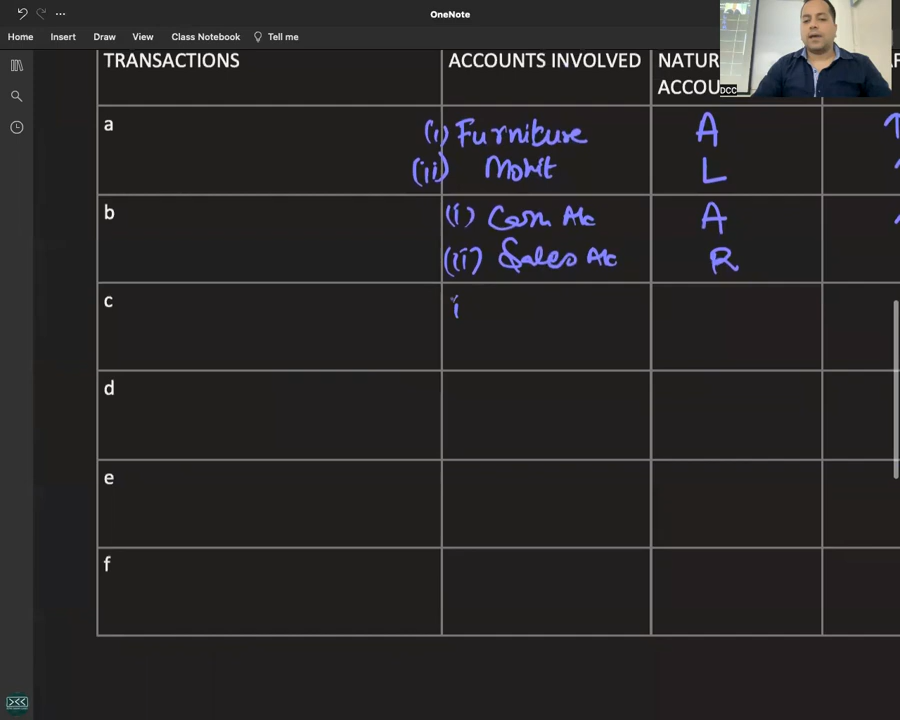 OneNote
Home Insert Draw View Class Notebook Tell me
TRANSACTIONS ACCOUNTS INVOLVED NATUR
ACCOU
DCC
a (i) Furniture A
(ii) Mohit L
b (i) Cash A/c A
(ii) Sales A/c R
c i
d
e
f